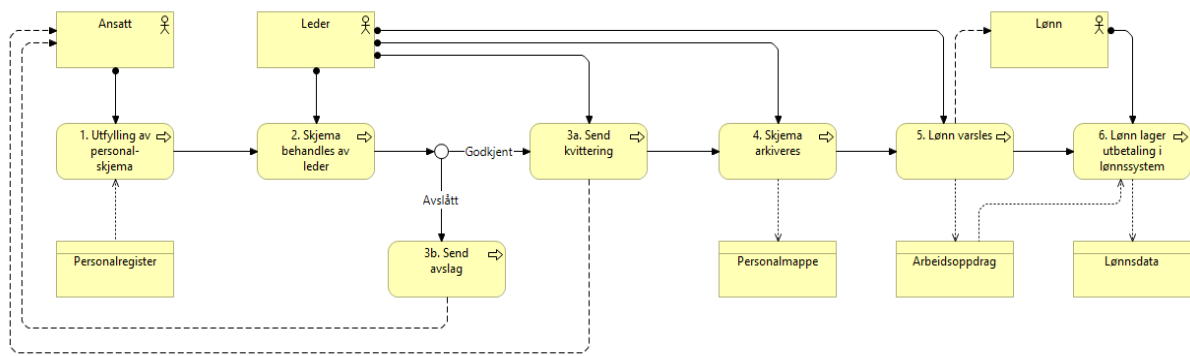 Ansatt
Leder
Lønn
1. Utfylling av
personal-
skjema
2. Skjema
behandles av
leder
Godkjent
3a. Send
kvittering
4. Skjema
arkiveres
5. Lønn varsles
6. Lønn lager
utbetaling i
lønnssystem
Avslått
3b. Send
avslag
Personalregister
Personalmappe
Arbeidsoppdrag
Lønnsdata